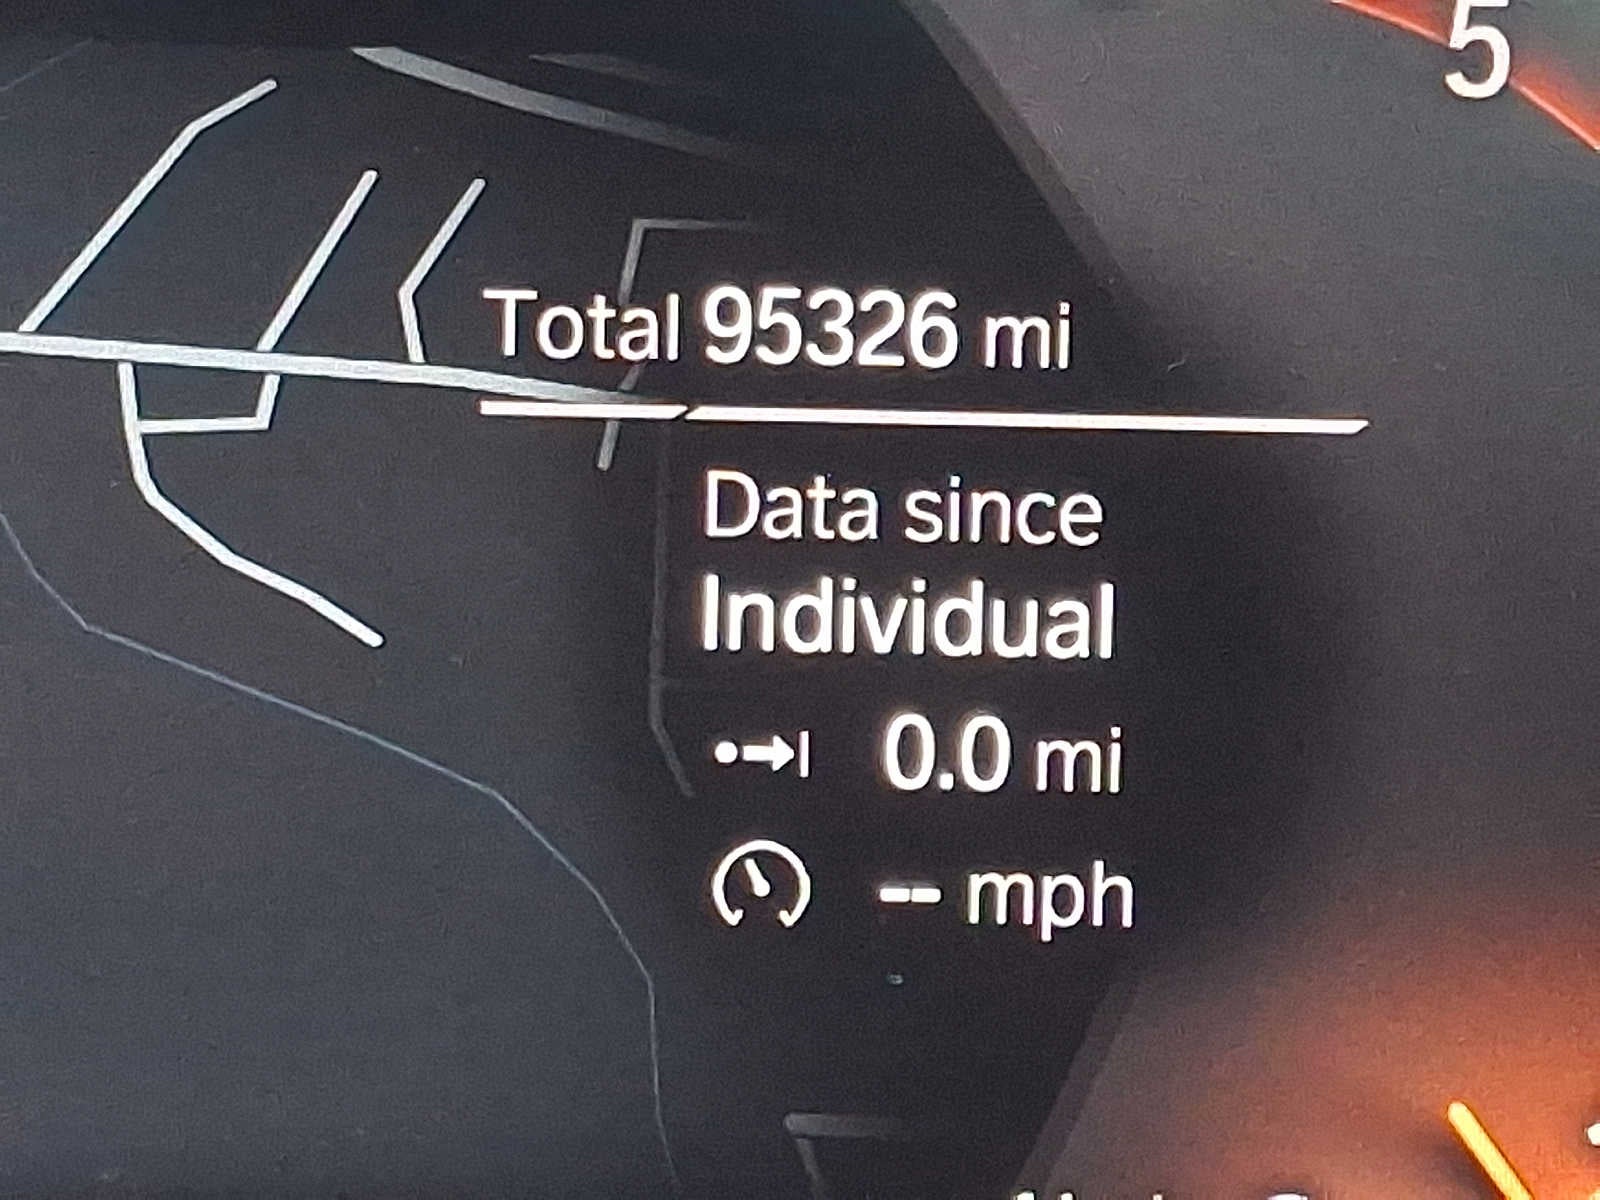 5
Total 95326 mi
Data since
Individual
0.0 mi
-- mph